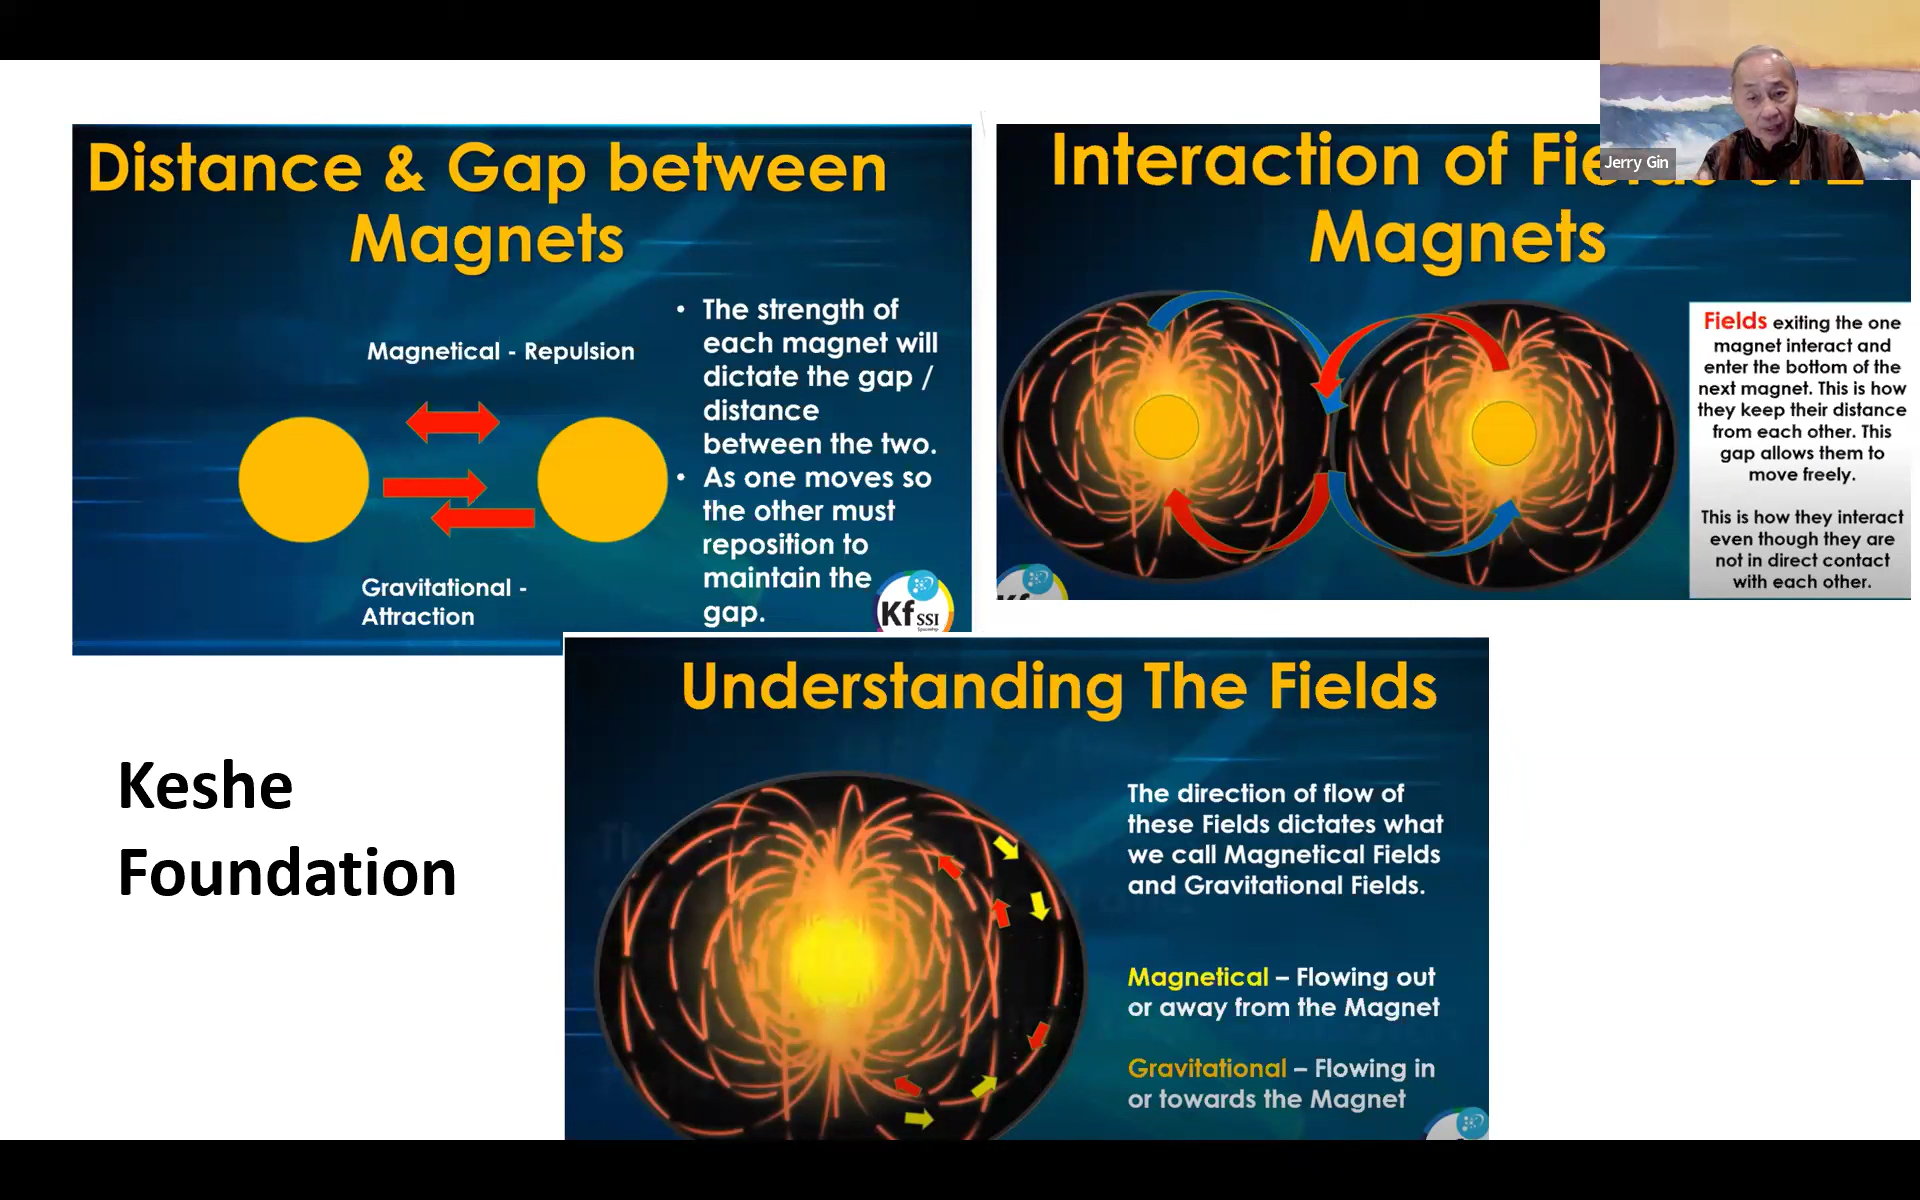 Jerry Gin
Distance & Gap between
Magnets
Magnetical - Repulsion
Gravitational -
Attraction
• The strength of
each magnet will
dictate the gap /
distance
between the two.
• As one moves so
the other must
reposition to
maintain the
gap.
Kf SSI
Interaction of
Magnets
Fields exiting the one
magnet interact and
enter the bottom of the
next magnet. This is how
they keep their distance
from each other. This
gap allows them to
move freely.
This is how they interact
even though they are
not in direct contact
with each other.
Keshe
Foundation
Understanding The Fields
The direction of flow of
these Fields dictates what
we call Magnetical Fields
and Gravitational Fields.
Magnetical – Flowing out
or away from the Magnet
Gravitational – Flowing in
or towards the Magnet